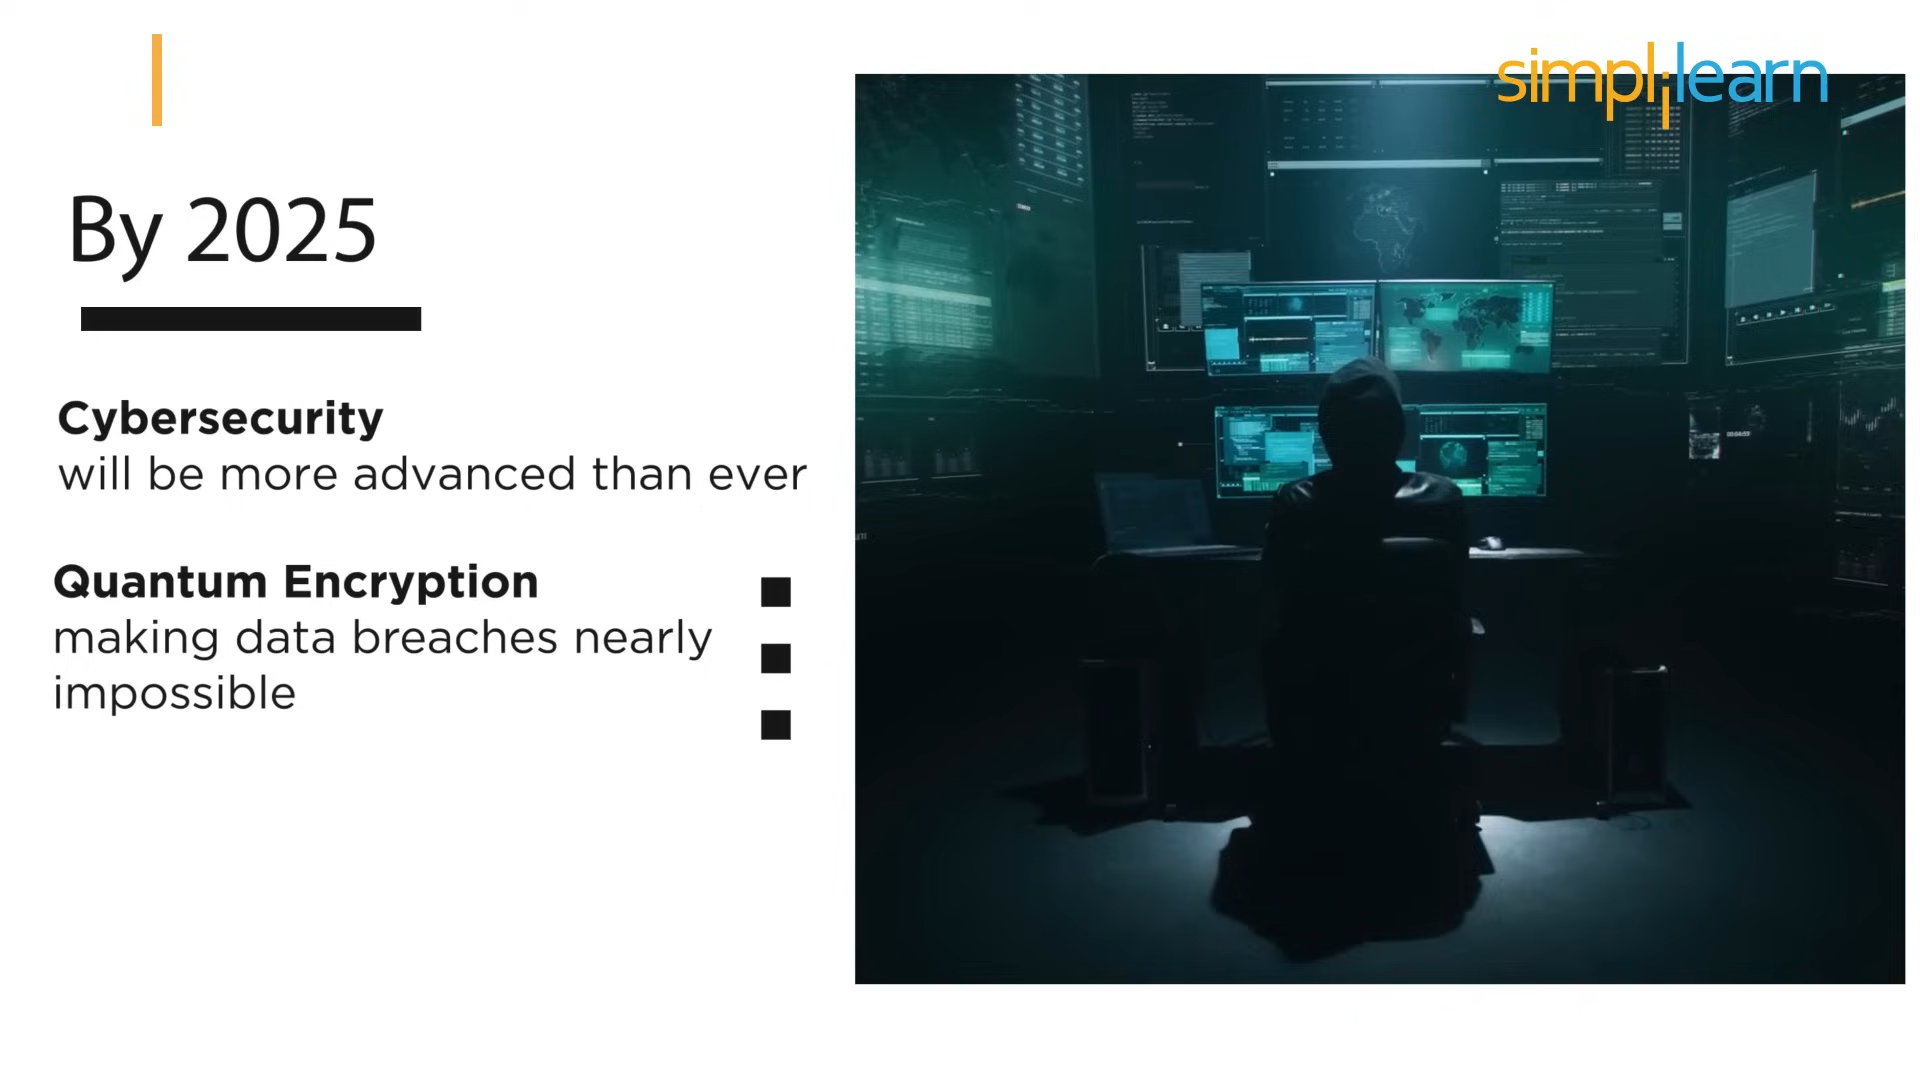 simplilearn
By 2025
Cybersecurity
will be more advanced than ever
Quantum Encryption
making data breaches nearly
impossible